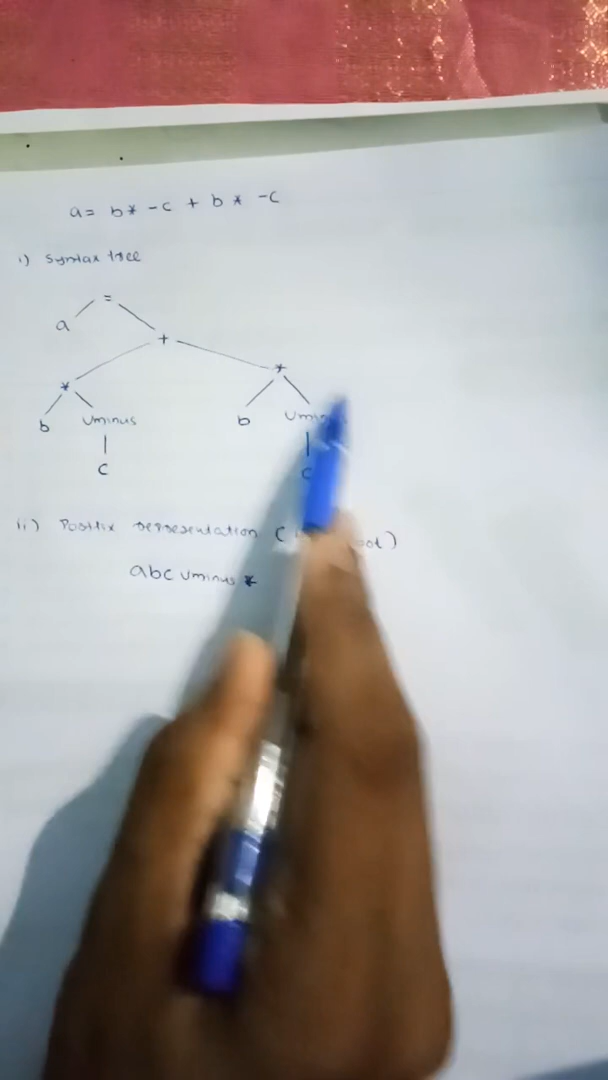 a= b* -c + b * -c
i) Syntax tree
=
a
+
* *
b Uminus b
c c
ii) Postfix representation (
abc uminus *